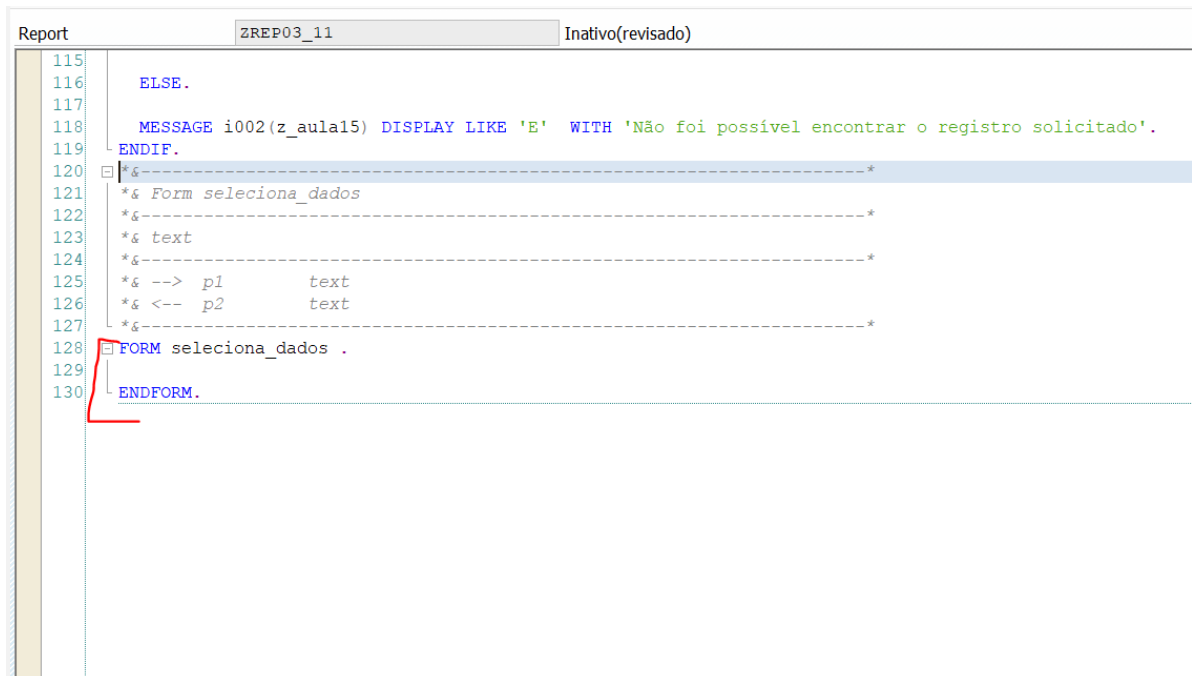 Report ZREP03_11 Inativo(revisado)
115
116 ELSE.
117
118 MESSAGE i002(z_aula15) DISPLAY LIKE 'E'  WITH 'Não foi possível encontrar o registro solicitado'.
119 ENDIF.
120 *&---------------------------------------------------------------------*
121 *& Form seleciona_dados
122 *&---------------------------------------------------------------------*
123 *& text
124 *&---------------------------------------------------------------------*
125 *& -->  p1        text
126 *& <--  p2        text
127 *&---------------------------------------------------------------------*
128 FORM seleciona_dados .
129
130 ENDFORM.